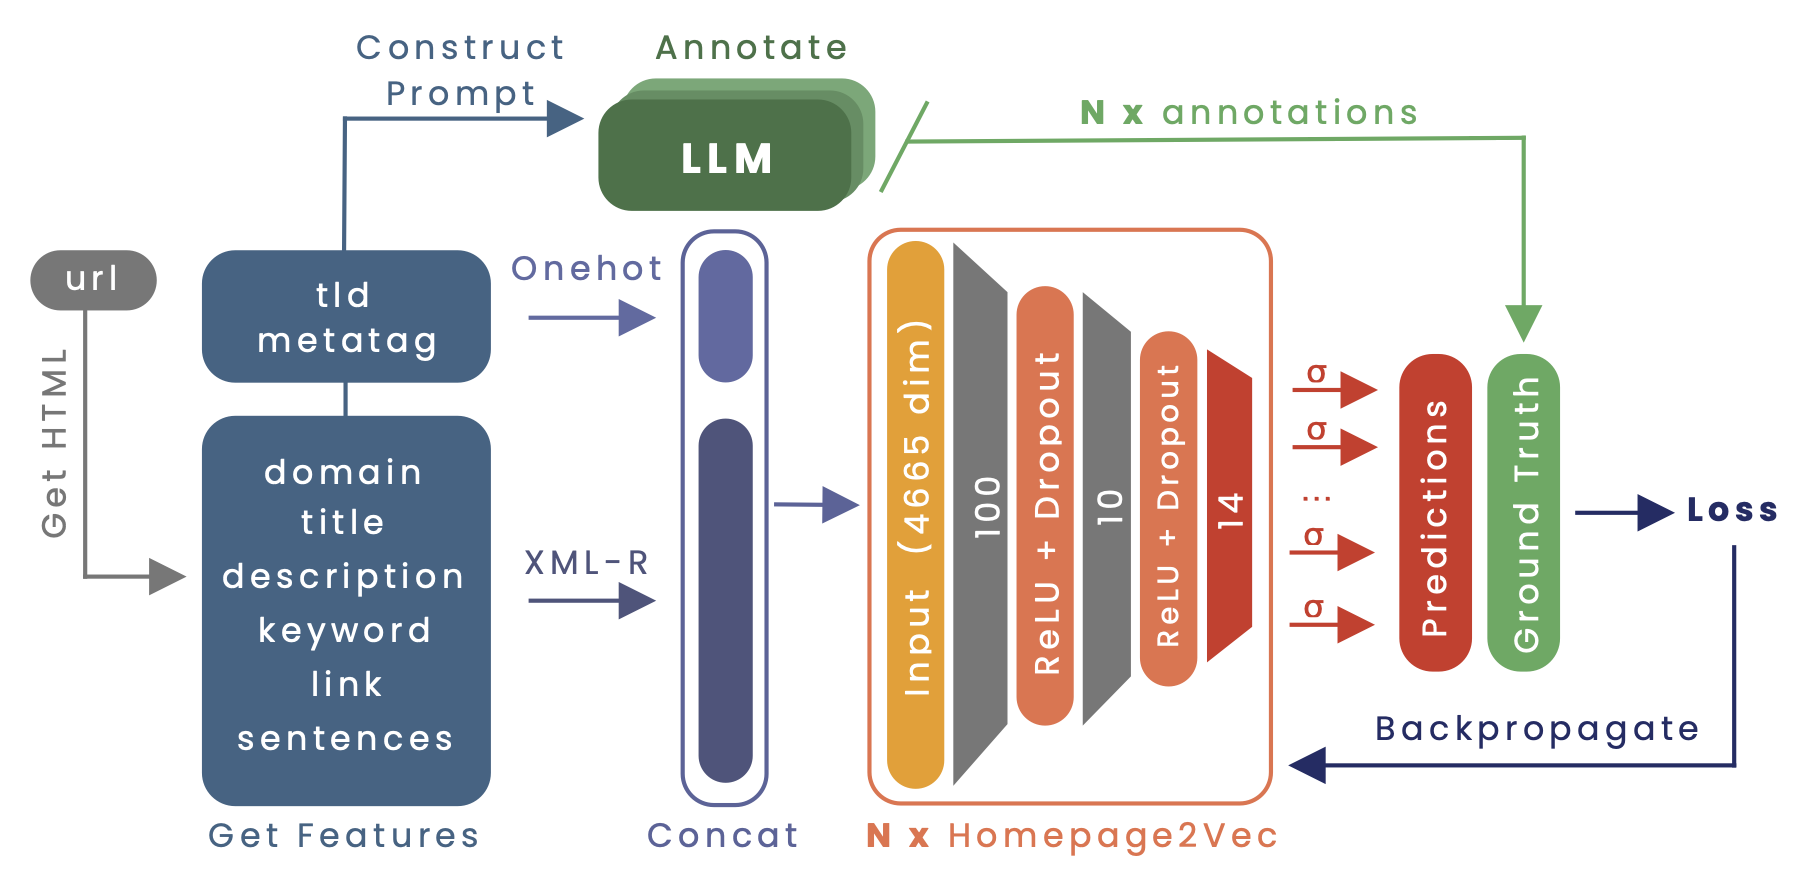 Construct
Prompt
Annotate
LLM
N x annotations
url
Get HTML
tld
metatag
domain
title
description
keyword
link
sentences
Get Features
Onehot
XML-R
Concat
Input (4665 dim)
100
ReLU + Dropout
10
ReLU + Dropout
14
N x Homepage2Vec
σ
σ
...
σ
σ
Predictions
Ground Truth
Loss
Backpropagate